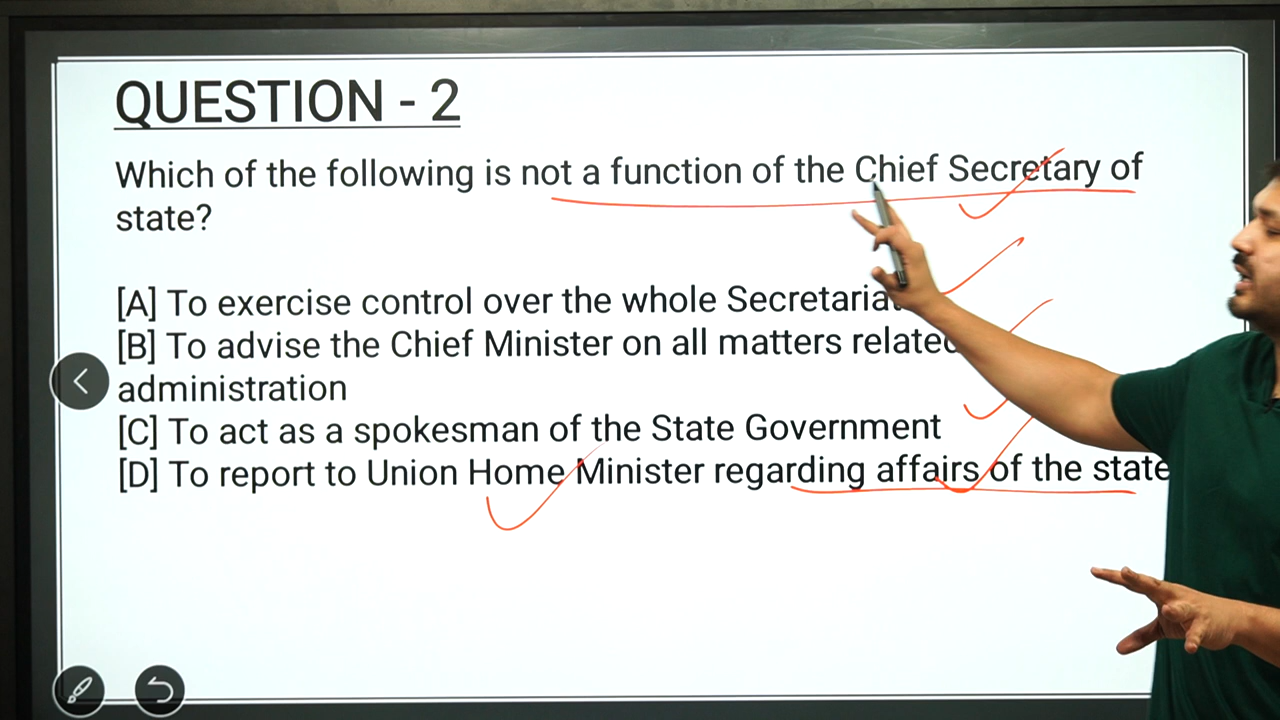 QUESTION - 2
Which of the following is not a function of the Chief Secretary of
state?
[A] To exercise control over the whole
[B] To advise the Chief Minister on all matters
administration
[C] To act as a spokesman of the State Government
[D] To report to Union Home Minister regarding affairs of the state